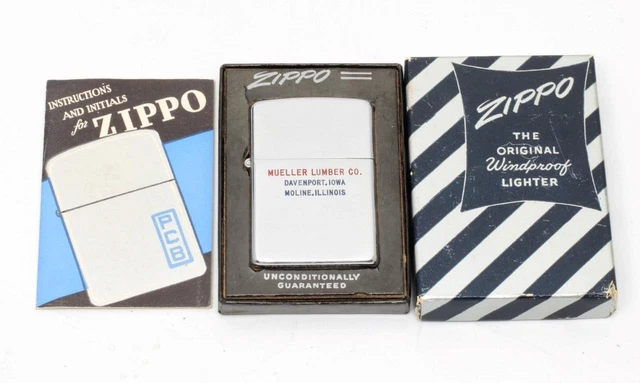 INSTRUCTIONS
AND INITIALS
for ZIPPO
PCB
ZIPPO
MUELLER LUMBER CO.
DAVENPORT, IOWA
MOLINE, ILLINOIS
UNCONDITIONALLY
GUARANTEED
ZIPPO
THE
ORIGINAL
Windproof
LIGHTER